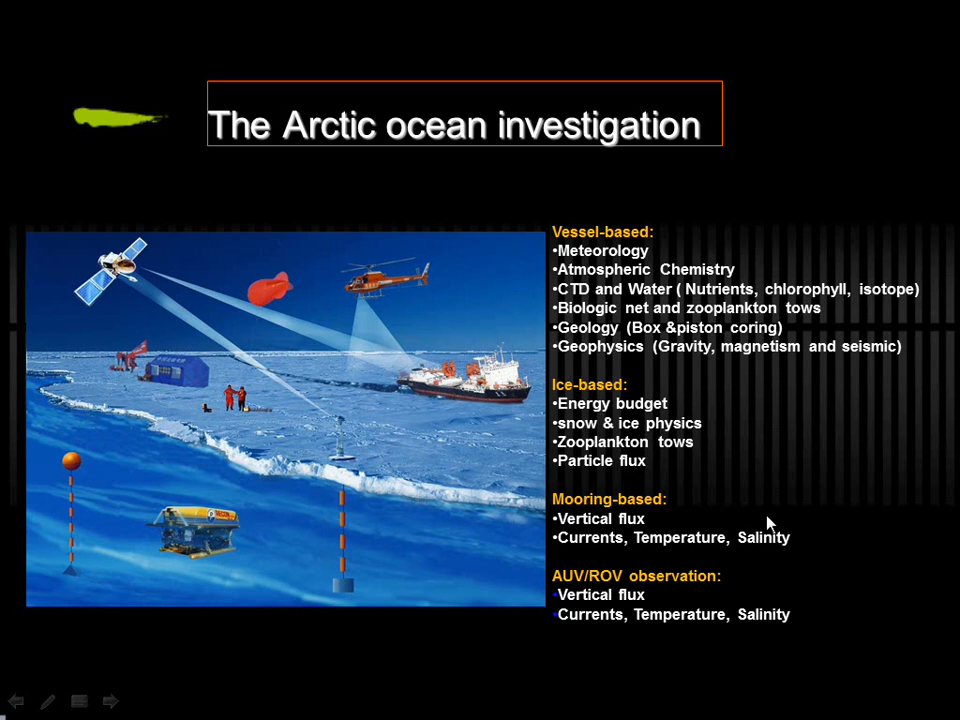 The Arctic ocean investigation
Vessel-based:
•Meteorology
•Atmospheric Chemistry
•CTD and Water ( Nutrients, chlorophyll, isotope)
•Biologic net and zooplankton tows
•Geology (Box &piston coring)
•Geophysics (Gravity, magnetism and seismic)
Ice-based:
•Energy budget
•snow & ice physics
•Zooplankton tows
•Particle flux
Mooring-based:
•Vertical flux
•Currents, Temperature, Salinity
AUV/ROV observation:
•Vertical flux
•Currents, Temperature, Salinity